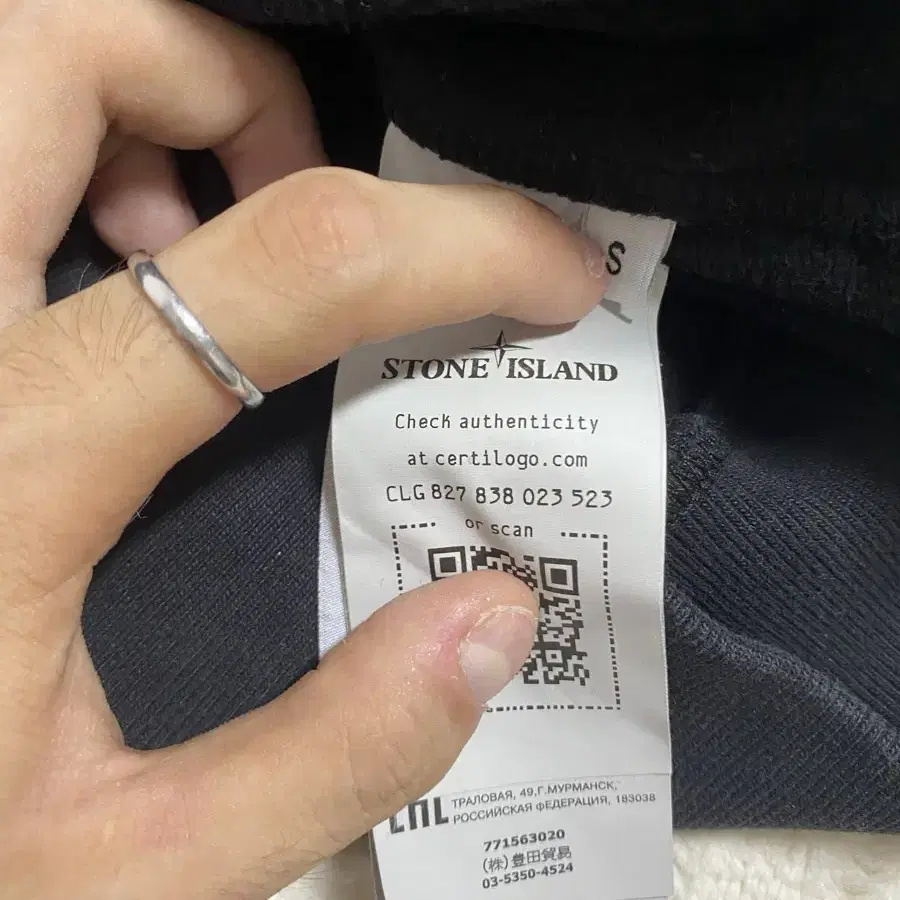 S
STONE ISLAND
Check authenticity
at certilogo.com
CLG 827 838 023 523
or scan
ТРАЛОВАЯ, 49,Г.МУРМАНСК,
РОССИЙСКАЯ ФЕДЕРАЦИЯ, 183038
771563020
(株)豊田貿易
03-5350-4524